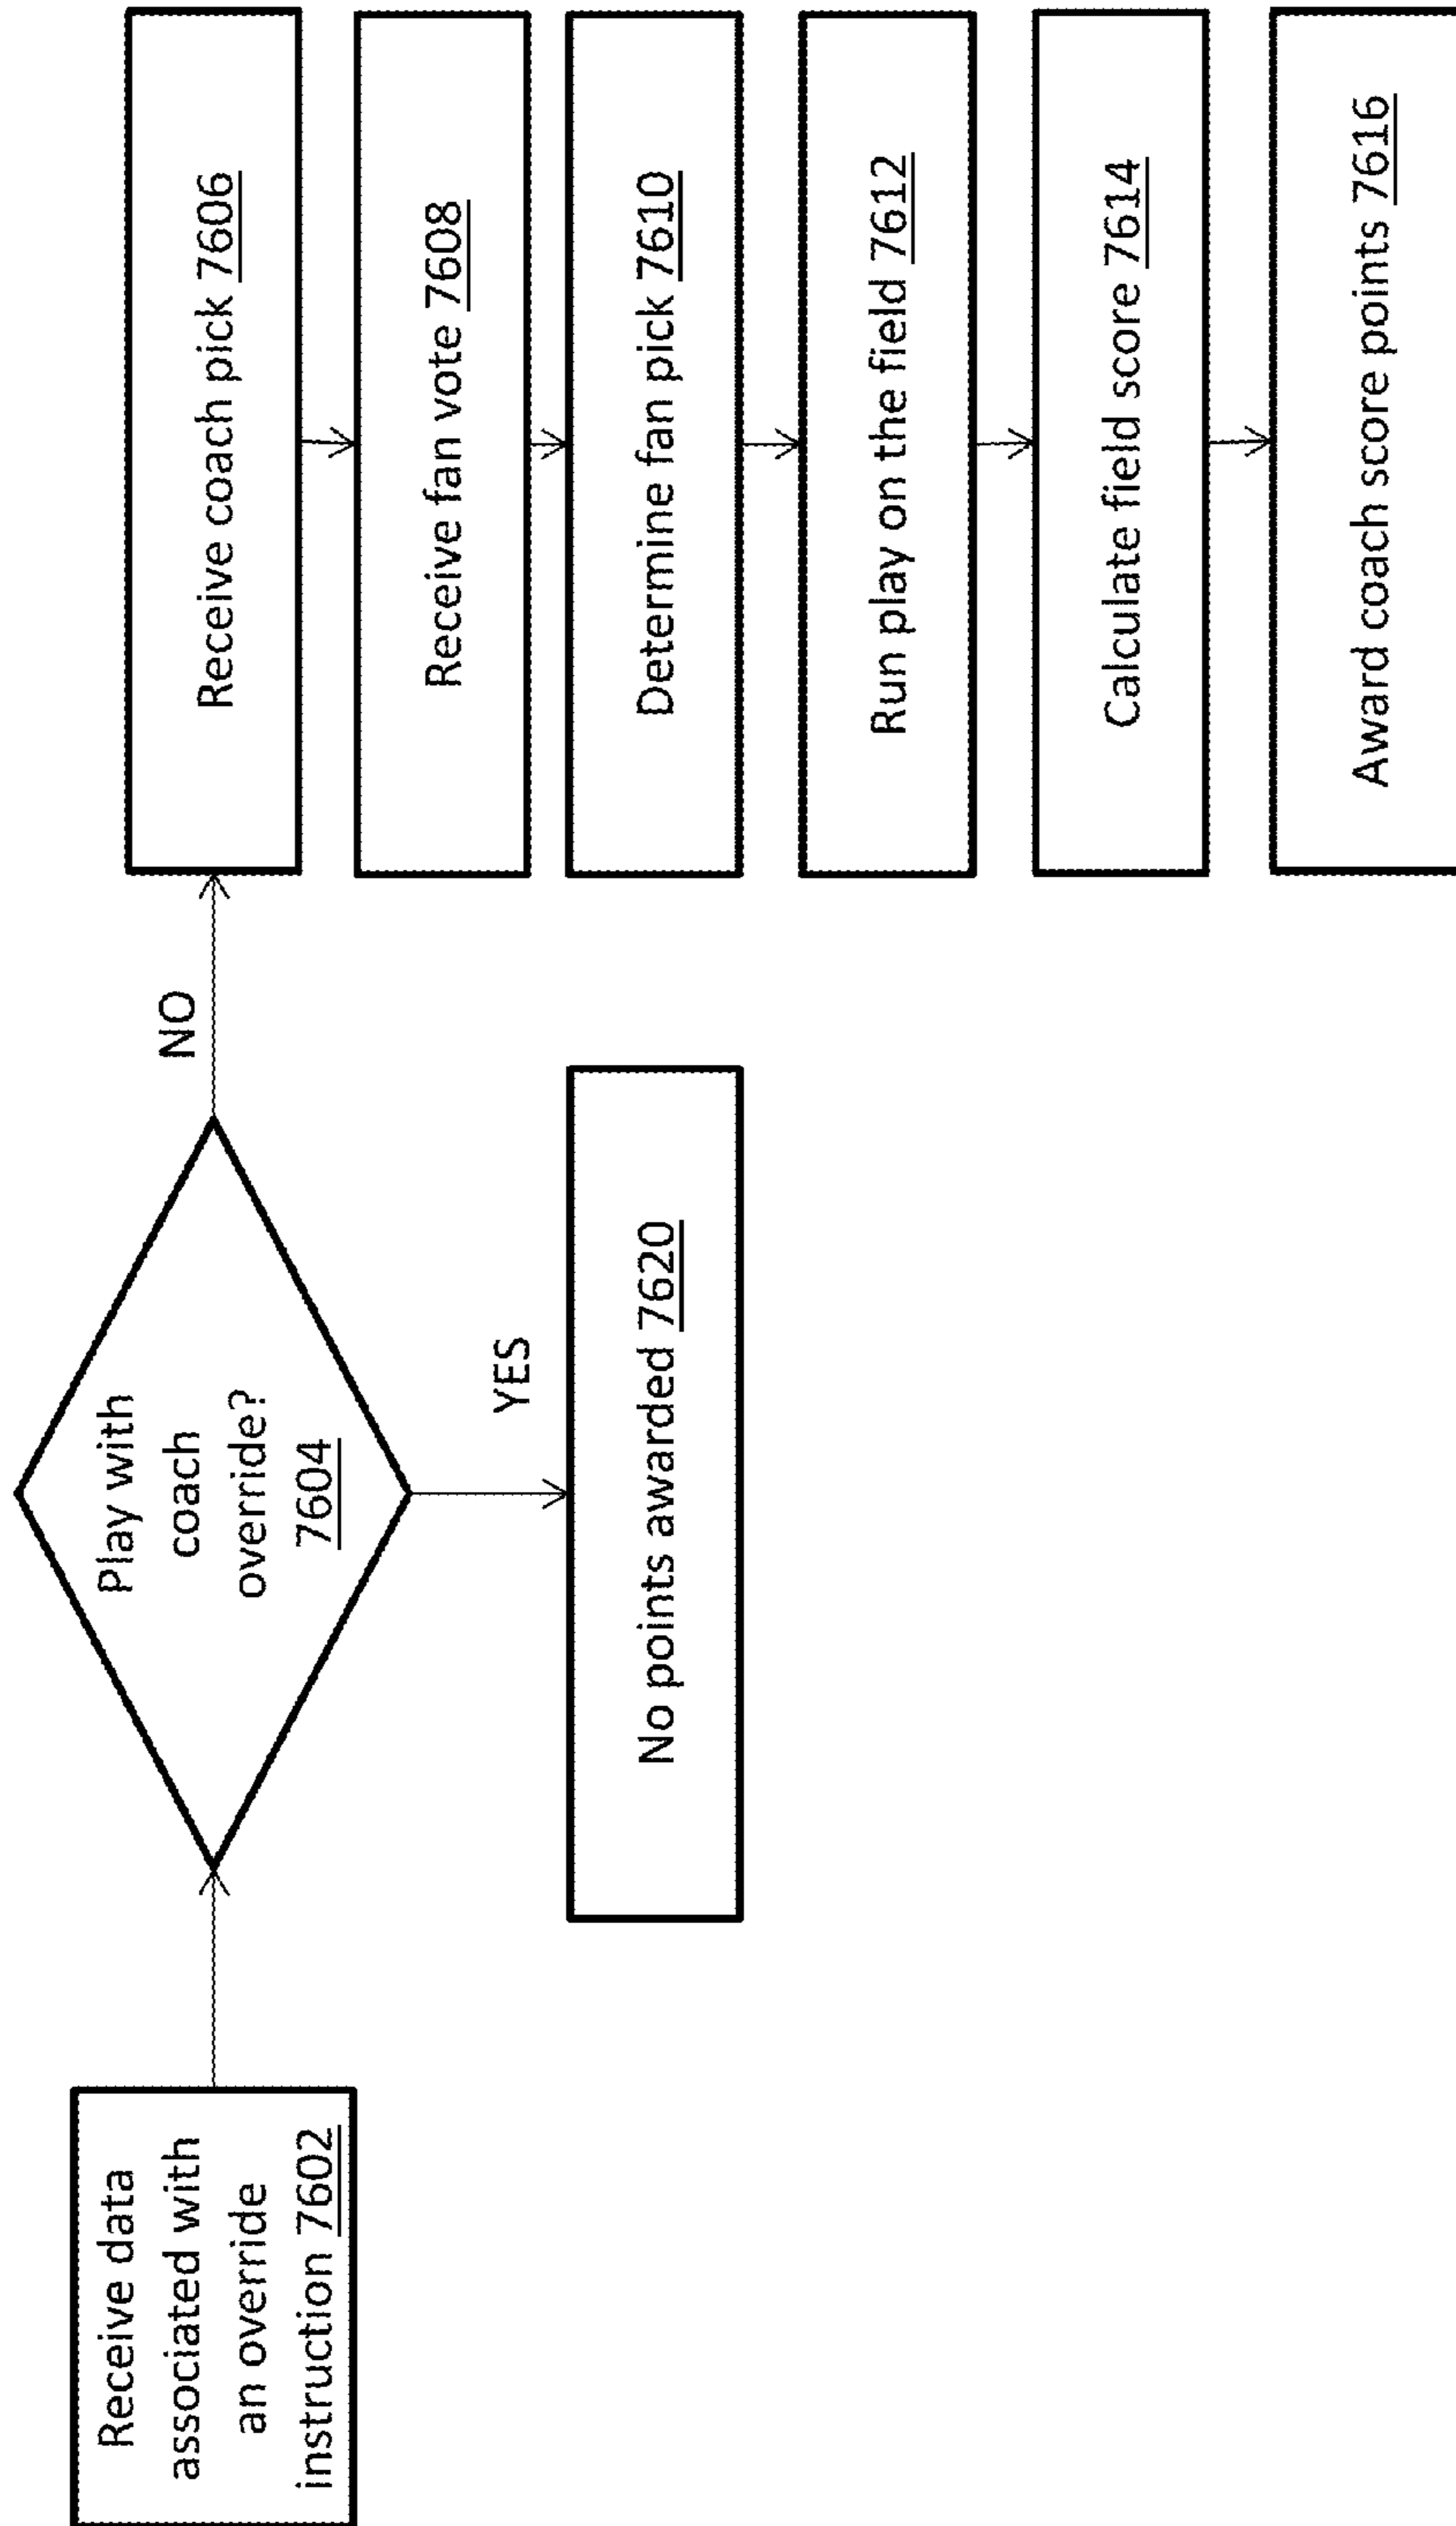 Receive data
associated with
an override
instruction 7602
Play with
coach
override?
7604
NO
YES
No points awarded 7620
Receive coach pick 7606
Receive fan vote 7608
Determine fan pick 7610
Run play on the field 7612
Calculate field score 7614
Award coach score points 7616